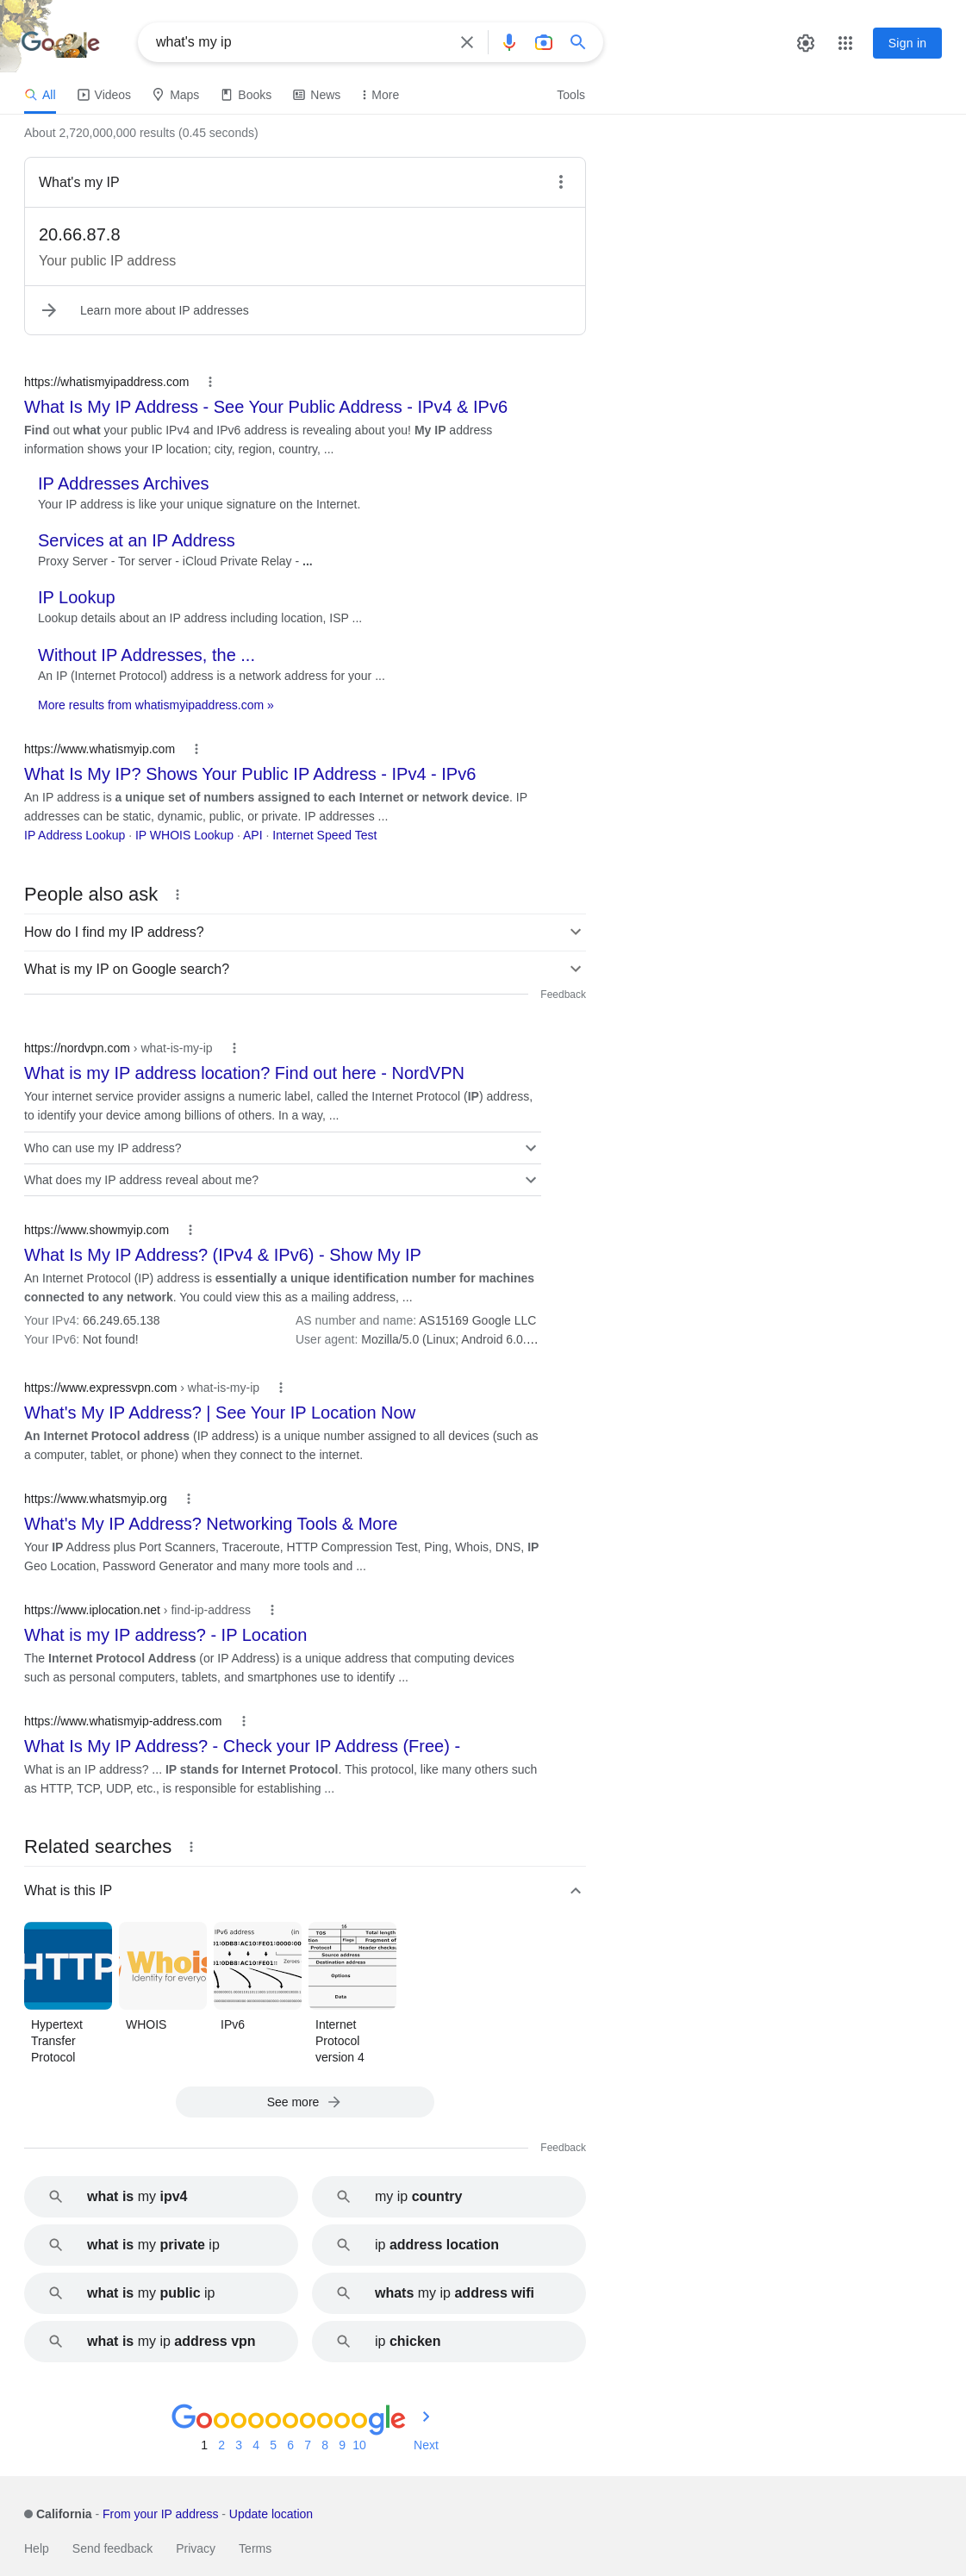 Google
what's my ip
Sign in
All Videos Maps Books News More Tools
About 2,720,000,000 results (0.45 seconds)
What's my IP
20.66.87.8
Your public IP address
Learn more about IP addresses
https://whatismyipaddress.com
What Is My IP Address - See Your Public Address - IPv4 & IPv6
Find out what your public IPv4 and IPv6 address is revealing about you! My IP address
information shows your IP location; city, region, country, ...
IP Addresses Archives
Your IP address is like your unique signature on the Internet.
Services at an IP Address
Proxy Server - Tor server - iCloud Private Relay - ...
IP Lookup
Lookup details about an IP address including location, ISP ...
Without IP Addresses, the ...
An IP (Internet Protocol) address is a network address for your ...
More results from whatismyipaddress.com »
https://www.whatismyip.com
What Is My IP? Shows Your Public IP Address - IPv4 - IPv6
An IP address is a unique set of numbers assigned to each Internet or network device. IP
addresses can be static, dynamic, public, or private. IP addresses ...
IP Address Lookup · IP WHOIS Lookup · API · Internet Speed Test
People also ask
How do I find my IP address?
What is my IP on Google search?
Feedback
https://nordvpn.com › what-is-my-ip
What is my IP address location? Find out here - NordVPN
Your internet service provider assigns a numeric label, called the Internet Protocol (IP) address,
to identify your device among billions of others. In a way, ...
Who can use my IP address?
What does my IP address reveal about me?
https://www.showmyip.com
What Is My IP Address? (IPv4 & IPv6) - Show My IP
An Internet Protocol (IP) address is essentially a unique identification number for machines
connected to any network. You could view this as a mailing address, ...
Your IPv4: 66.249.65.138 AS number and name: AS15169 Google LLC
Your IPv6: Not found! User agent: Mozilla/5.0 (Linux; Android 6.0....
https://www.expressvpn.com › what-is-my-ip
What's My IP Address? | See Your IP Location Now
An Internet Protocol address (IP address) is a unique number assigned to all devices (such as
a computer, tablet, or phone) when they connect to the internet.
https://www.whatsmyip.org
What's My IP Address? Networking Tools & More
Your IP Address plus Port Scanners, Traceroute, HTTP Compression Test, Ping, Whois, DNS, IP
Geo Location, Password Generator and many more tools and ...
https://www.iplocation.net › find-ip-address
What is my IP address? - IP Location
The Internet Protocol Address (or IP Address) is a unique address that computing devices
such as personal computers, tablets, and smartphones use to identify ...
https://www.whatismyip-address.com
What Is My IP Address? - Check your IP Address (Free) -
What is an IP address? ... IP stands for Internet Protocol. This protocol, like many others such
as HTTP, TCP, UDP, etc., is responsible for establishing ...
Related searches
What is this IP
HTTP
Whois
Identity for everyo
IPv6 address (in
Zeroes
16
TOS Total length
Flags Fragment of
Protocol Header checksu
Source address
Destination address
Options
Data
Hypertext
Transfer
Protocol
WHOIS
IPv6
Internet
Protocol
version 4
See more
Feedback
what is my ipv4
my ip country
what is my private ip
ip address location
what is my public ip
whats my ip address wifi
what is my ip address vpn
ip chicken
Goooooooooogle
1 2 3 4 5 6 7 8 9 10 Next
California - From your IP address - Update location
Help Send feedback Privacy Terms